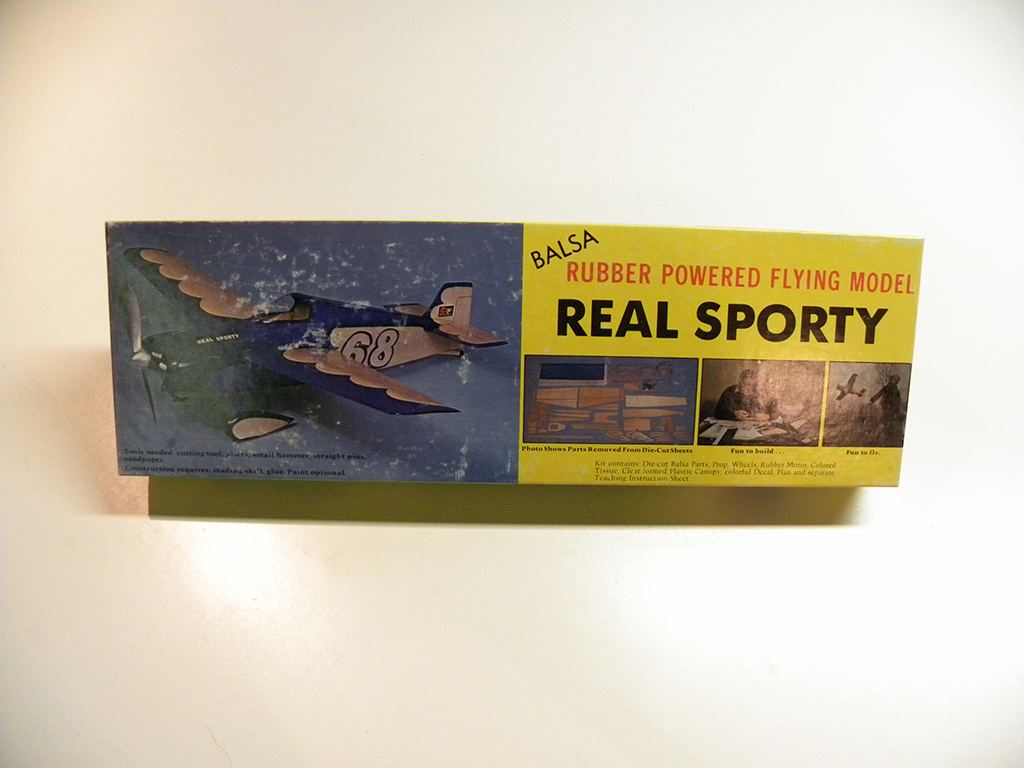 BALSA
RUBBER POWERED FLYING MODEL
REAL SPORTY
REAL SPORTY
68
Tools needed: cutting tool, pliers, small hammer, straight pins,
sandpaper.
Construction requires: reading skill, glue. Paint optional.
Photo Shows Parts Removed From Die-Cut Sheets
Fun to build . . .
Fun to fly.
Kit contains: Die-cut Balsa Parts, Prop, Wheels, Rubber Motor, Colored
Tissue, Clear formed Plastic Canopy, colorful Decal, Plan and separate
Teaching Instruction Sheet